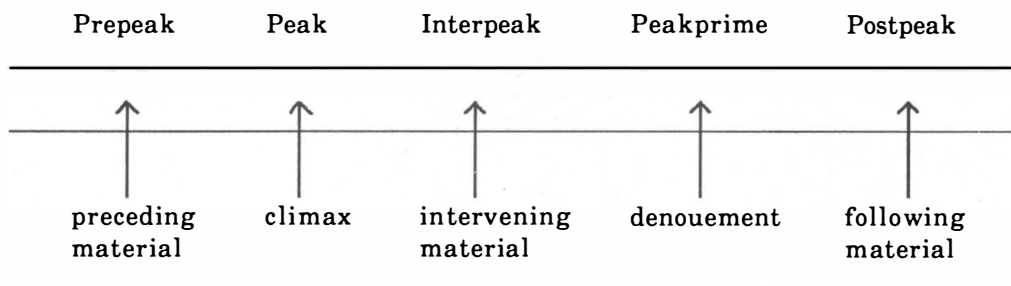 Prepeak Peak Interpeak Peakprime Postpeak
preceding climax intervening denouement following
material material material